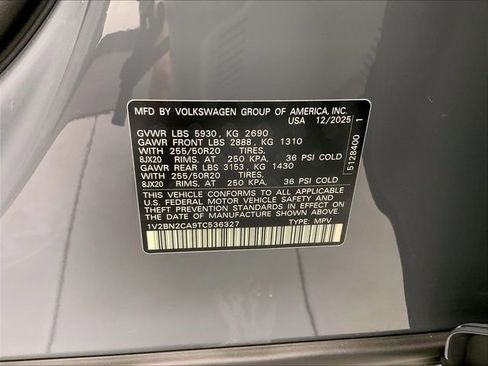 MFD BY VOLKSWAGEN GROUP OF AMERICA, INC.
USA 12/2025
GVWR LBS 5930, KG 2690
GAWR FRONT LBS 2888, KG 1310
WITH 255/50R20 TIRES,
8JX20 RIMS, AT 250 KPA, 36 PSI COLD
GAWR REAR LBS 3153, KG 1430
WITH 255/50R20 TIRES,
8JX20 RIMS, AT 250 KPA, 36 PSI COLD
THIS VEHICLE CONFORMS TO ALL APPLICABLE
U.S. FEDERAL MOTOR VEHICLE SAFETY
STANDARDS IN EFFECT ON THE
DATE OF MANUFACTURE SHOWN ABOVE.
1V2BN2CA9TC536327 TYPE: MPV
5128400 1